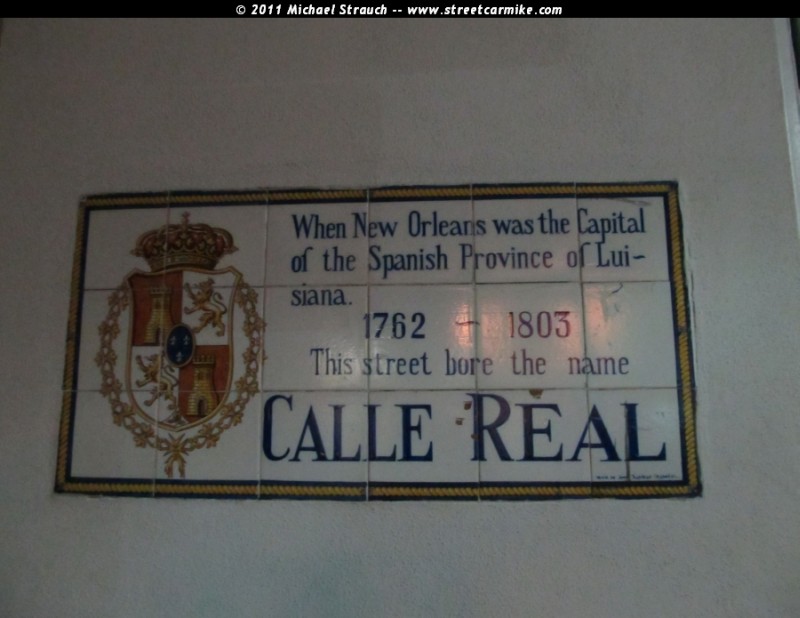 © 2011 Michael Strauch -- www.streetcarmike.com
When New Orleans was the Capital
of the Spanish Province of Lui-
siana.
1762 - 1803
This street bore the name
CALLE REAL